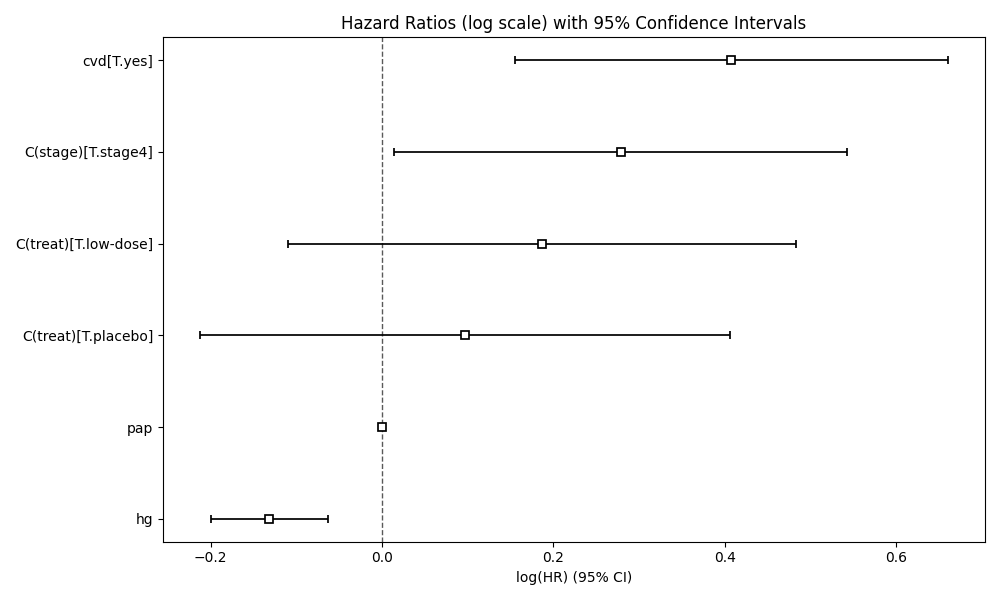 Hazard Ratios (log scale) with 95% Confidence Intervals
cvd[T.yes]
C(stage)[T.stage4]
C(treat)[T.low-dose]
C(treat)[T.placebo]
pap
hg
−0.2 0.0 0.2 0.4 0.6
log(HR) (95% CI)